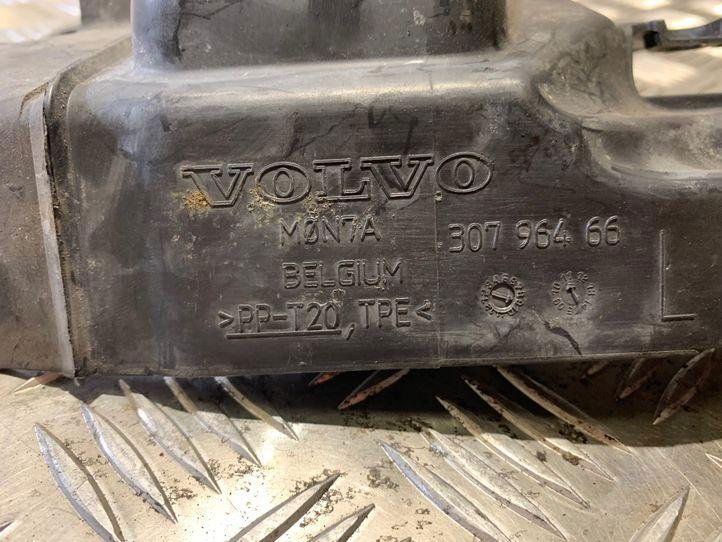 VOLVO
MØN7A 307 964 66
BELGIUM
>PP-T20, TPE<
L